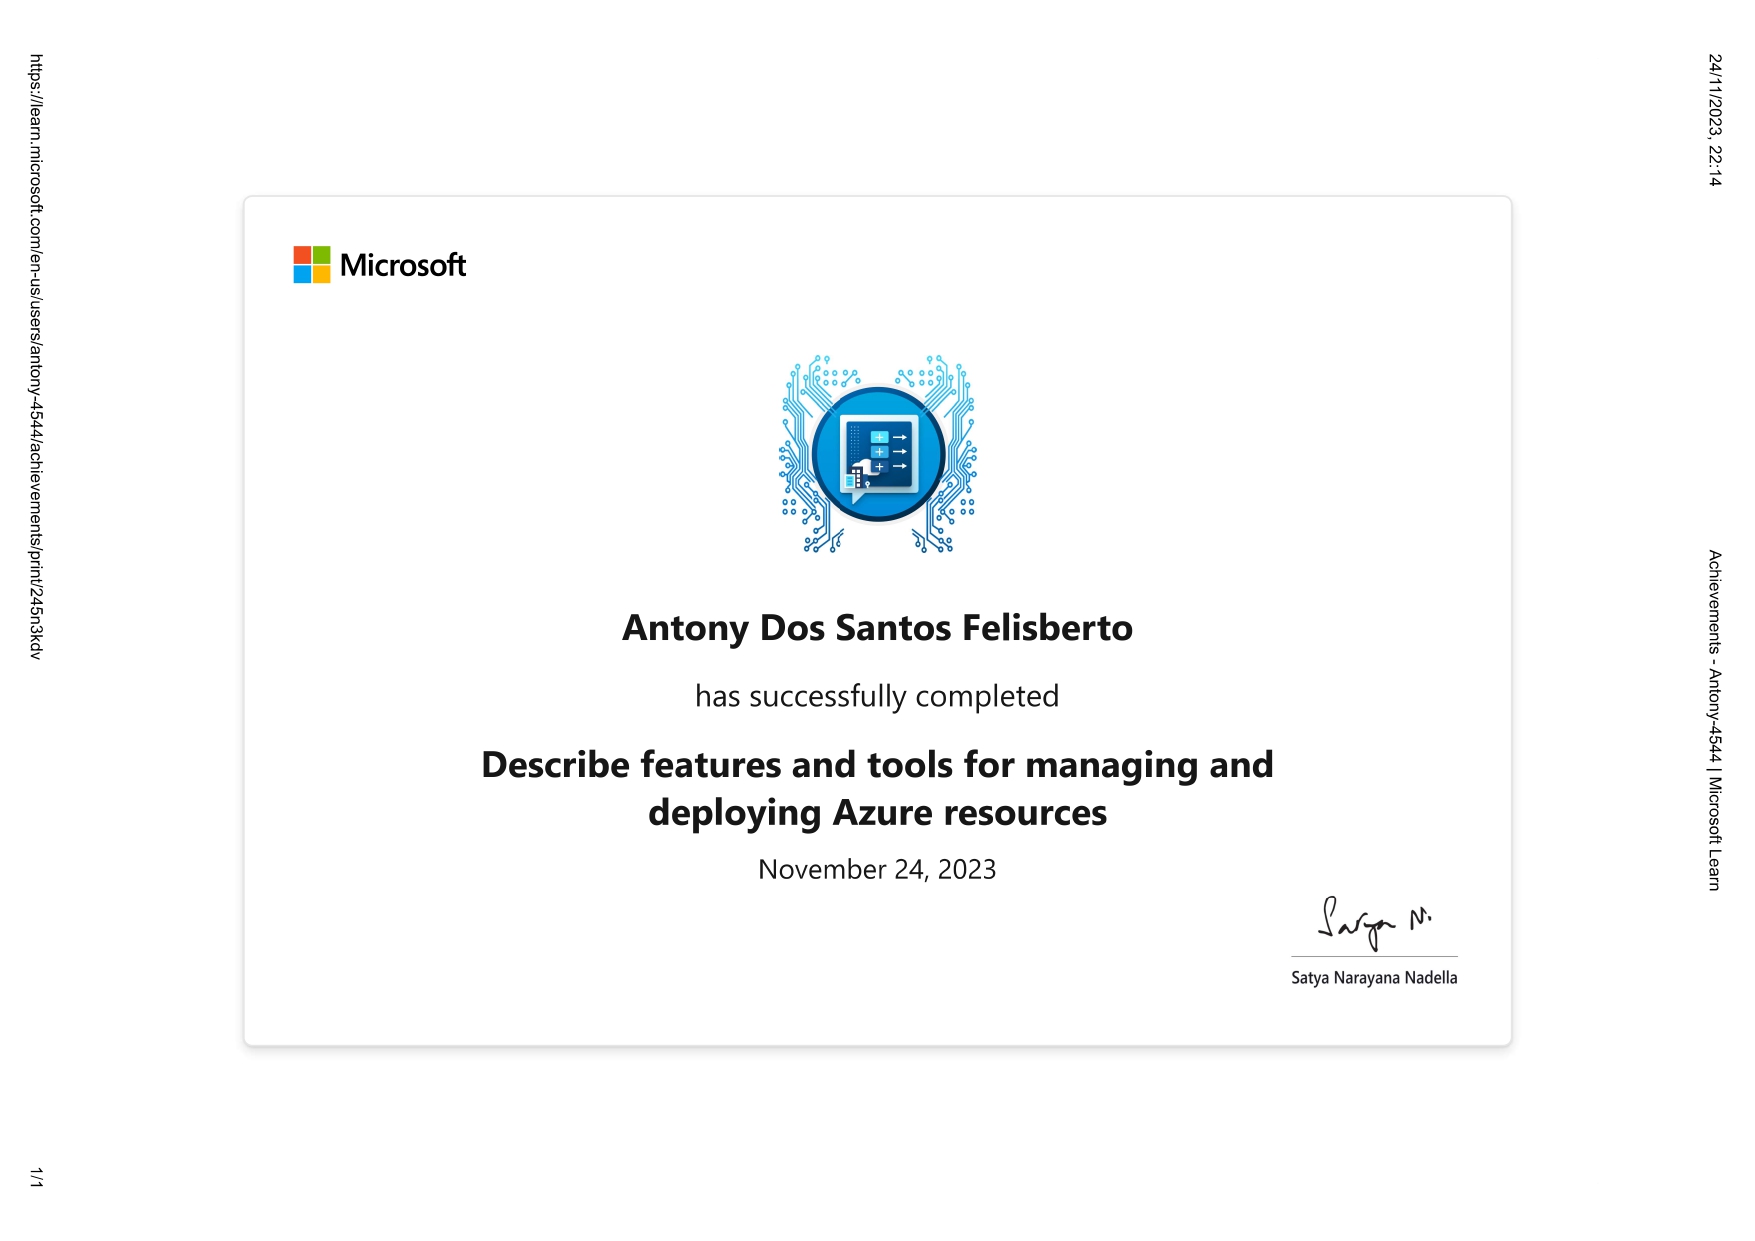 24/11/2023, 22:14
Achievements - Antony-4544 | Microsoft Learn
Microsoft
Antony Dos Santos Felisberto
has successfully completed
Describe features and tools for managing and
deploying Azure resources
November 24, 2023
Satya N.
Satya Narayana Nadella
https://learn.microsoft.com/en-us/users/antony-4544/achievements/print/245n3kdv
1/1